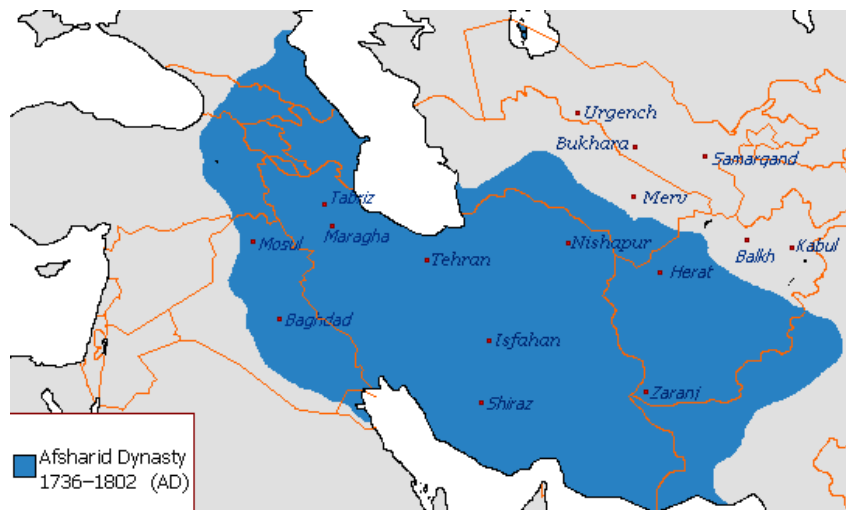 Urgench
Bukhara
Samarqand
Merv
Tabriz
Maragha
Mosul
Tehran
Nishapur
Balkh
Kabul
Herat
Baghdad
Isfahan
Shiraz
Zaranj
Afsharid Dynasty
1736–1802 (AD)